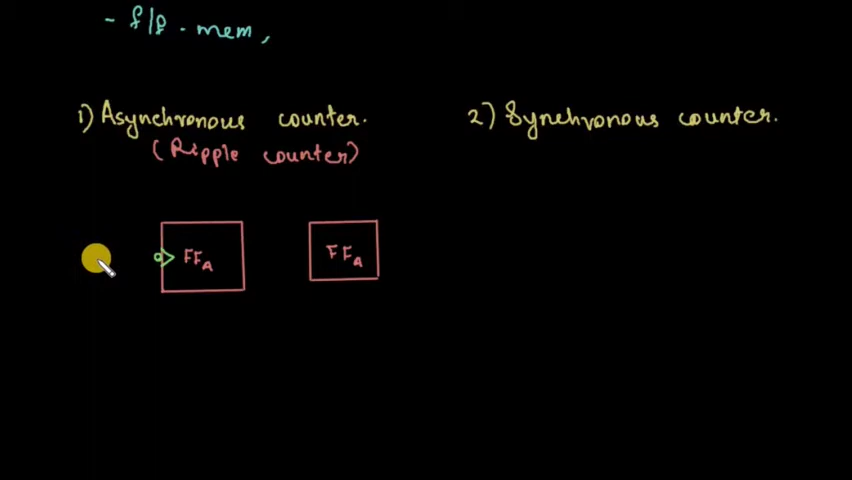 - f/f - mem,
1) Asynchronous counter.
2) Synchronous counter.
(Ripple counter)
FFA
FFA